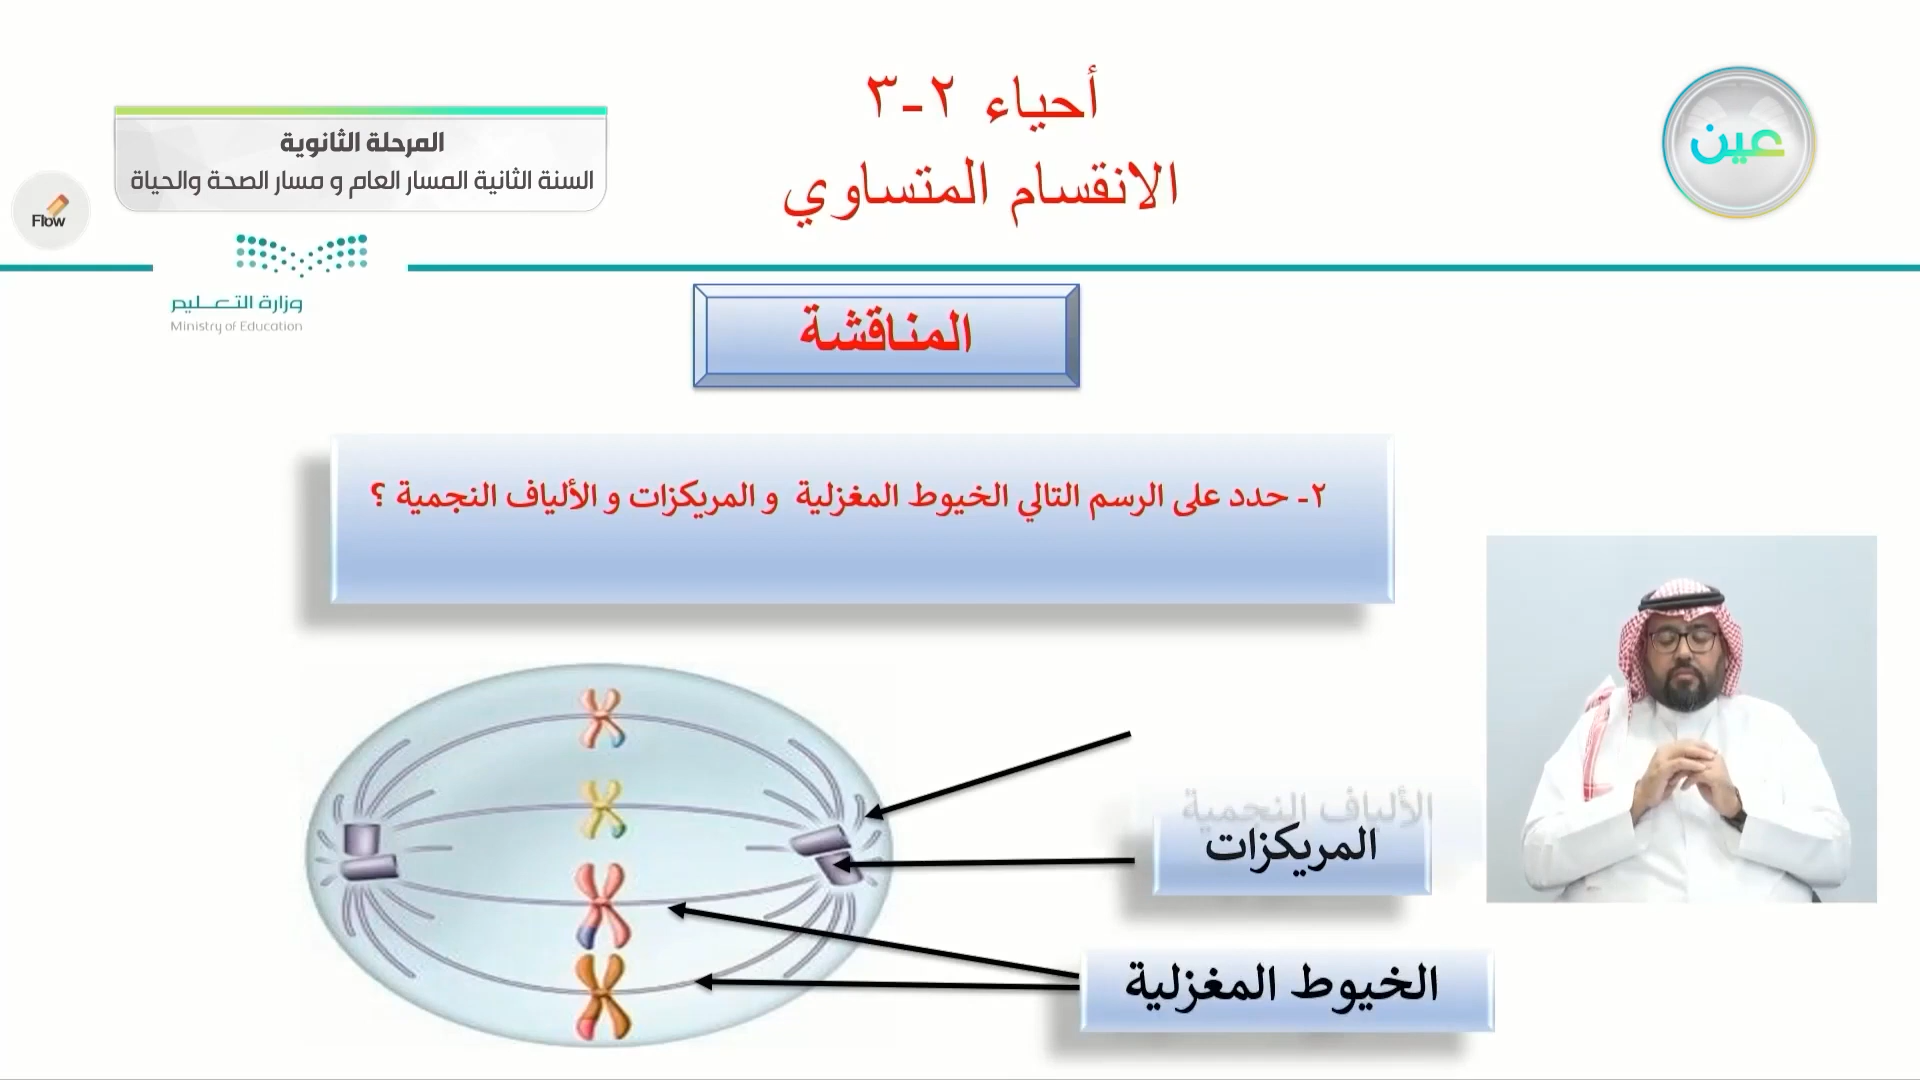 أحياء ٢-٣
الانقسام المتساوي
عين
المرحلة الثانوية
السنة الثانية المسار العام و مسار الصحة والحياة
Flow
وزارة التعليم
Ministry of Education
المناقشة
٢- حدد على الرسم التالي الخيوط المغزلية و المريكزات و الألياف النجمية ؟
الألياف النجمية
المريكزات
الخيوط المغزلية